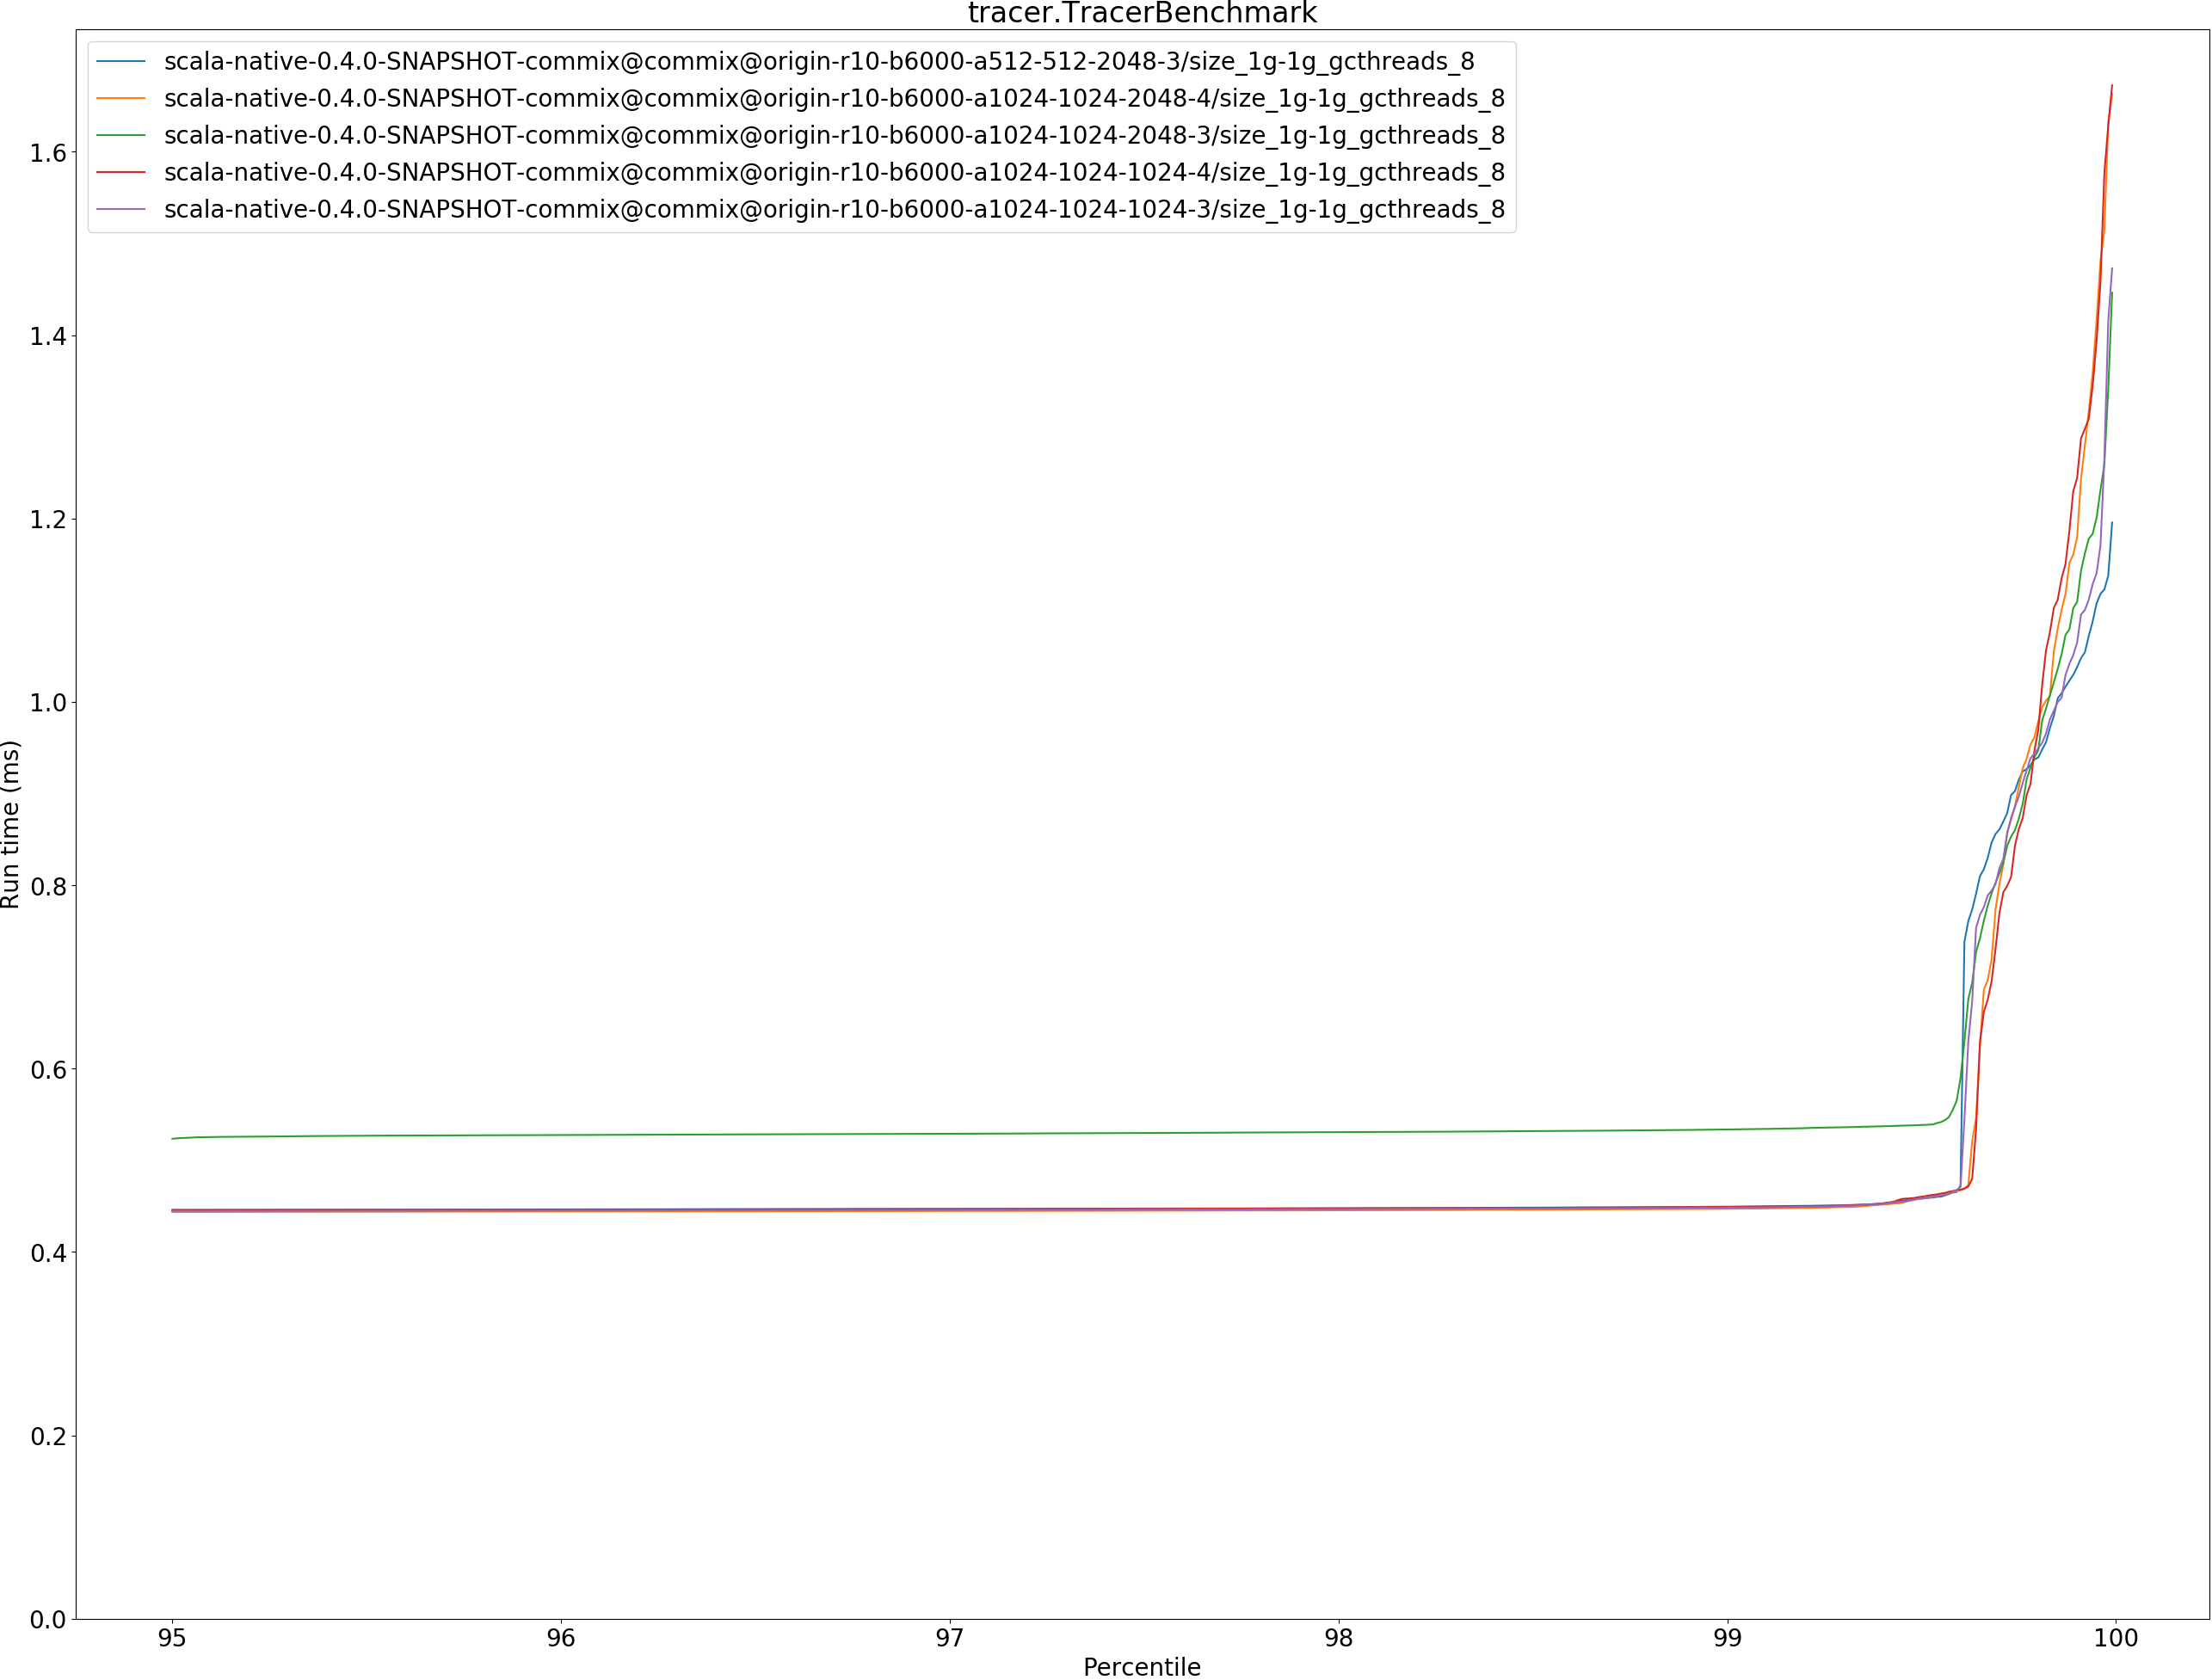 tracer.TracerBenchmark
scala-native-0.4.0-SNAPSHOT-commix@commix@origin-r10-b6000-a512-512-2048-3/size_1g-1g_gcthreads_8
scala-native-0.4.0-SNAPSHOT-commix@commix@origin-r10-b6000-a1024-1024-2048-4/size_1g-1g_gcthreads_8
scala-native-0.4.0-SNAPSHOT-commix@commix@origin-r10-b6000-a1024-1024-2048-3/size_1g-1g_gcthreads_8
scala-native-0.4.0-SNAPSHOT-commix@commix@origin-r10-b6000-a1024-1024-1024-4/size_1g-1g_gcthreads_8
scala-native-0.4.0-SNAPSHOT-commix@commix@origin-r10-b6000-a1024-1024-1024-3/size_1g-1g_gcthreads_8
1.6
1.4
1.2
1.0
0.8
0.6
0.4
0.2
0.0
Run time (ms)
95 96 97 98 99 100
Percentile